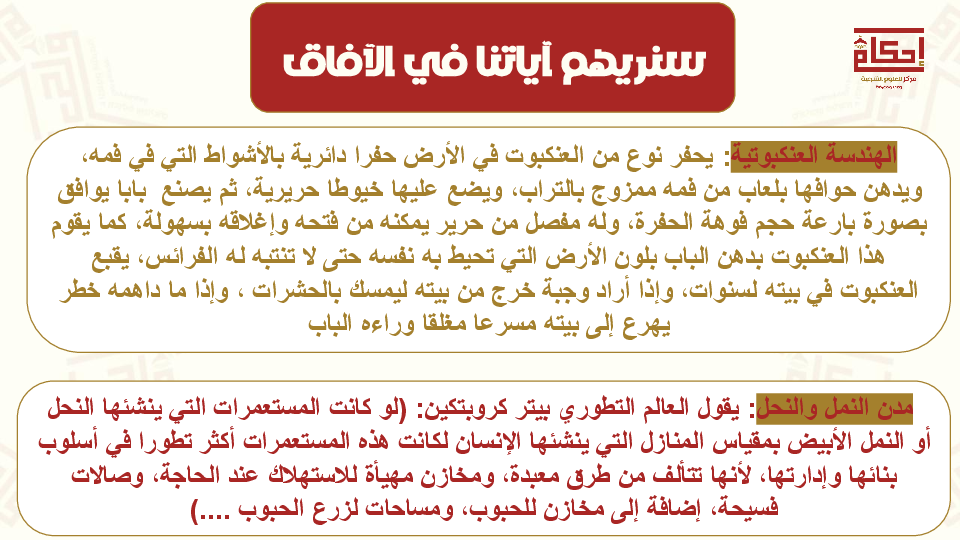 سنريهم آياتنا في الآفاق
إحكام
مركز للعلوم الشرعية
الهندسة العنكبوتية: يحفر نوع من العنكبوت في الأرض حفرا دائرية بالأشواط التي في فمه،
ويدهن حوافها بلعاب من فمه ممزوج بالتراب، ويضع عليها خيوطا حريرية، ثم يصنع بابا يوافق
بصورة بارعة حجم فوهة الحفرة، وله مفصل من حرير يمكنه من فتحه وإغلاقه بسهولة، كما يقوم
هذا العنكبوت بدهن الباب بلون الأرض التي تحيط به نفسه حتى لا تنتبه له الفرائس، يقبع
العنكبوت في بيته لسنوات، وإذا أراد وجبة خرج من بيته ليمسك بالحشرات ، وإذا ما داهمه خطر
يهرع إلى بيته مسرعا مغلقا وراءه الباب
مدن النمل والنحل: يقول العالم التطوري بيتر كروبتكين: (لو كانت المستعمرات التي ينشئها النحل
أو النمل الأبيض بمقياس المنازل التي ينشئها الإنسان لكانت هذه المستعمرات أكثر تطورا في أسلوب
بنائها وإدارتها، لأنها تتألف من طرق معبدة، ومخازن مهيأة للاستهلاك عند الحاجة، وصالات
فسيحة، إضافة إلى مخازن للحبوب، ومساحات لزرع الحبوب ....)